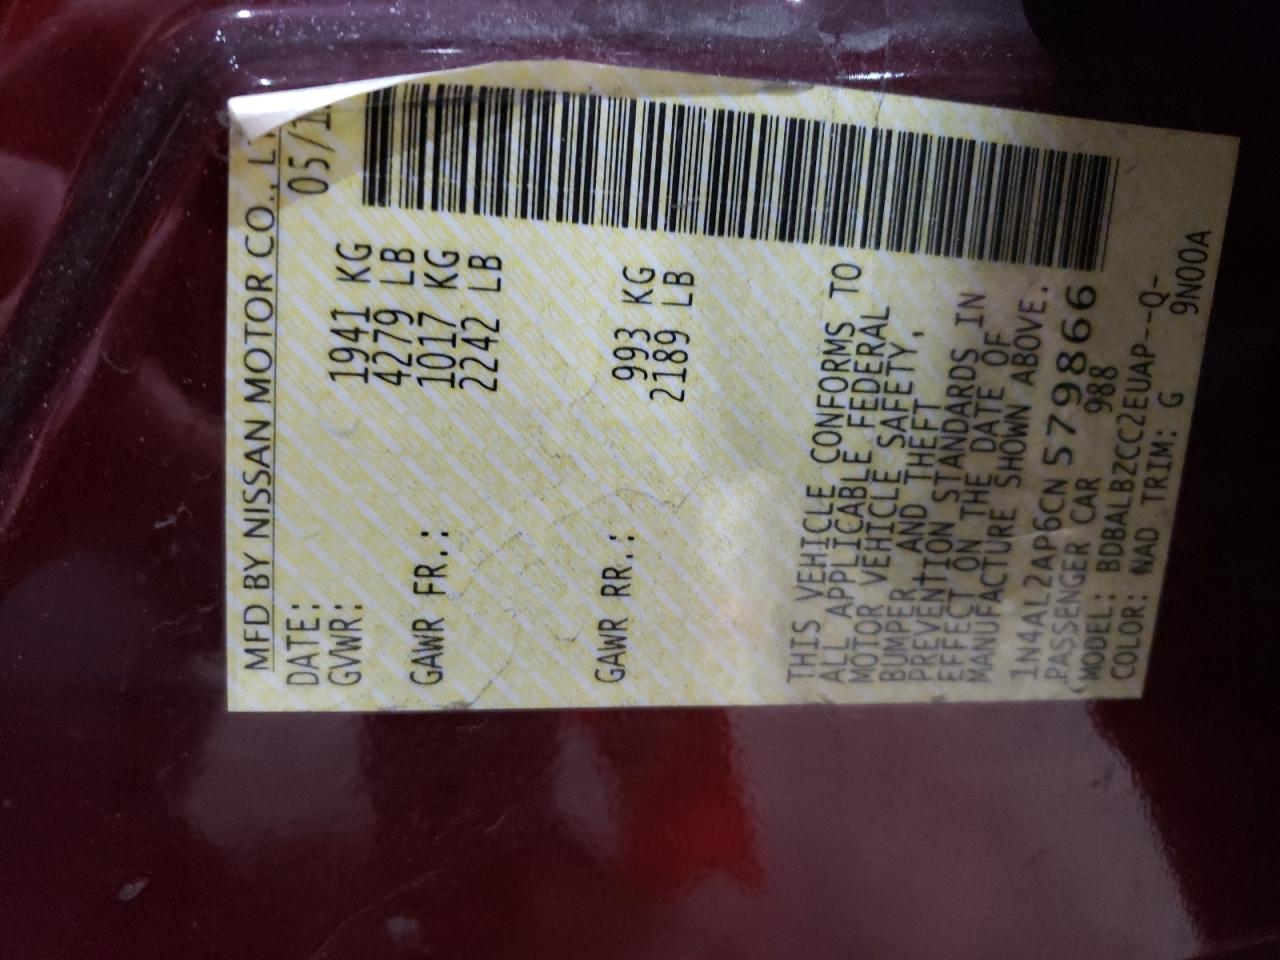 MFD BY NISSAN MOTOR CO., L
DATE: 05/1
GVWR: 1941 KG
4279 LB
GAWR FR.: 1017 KG
2242 LB
GAWR RR.: 993 KG
2189 LB
THIS VEHICLE CONFORMS TO
ALL APPLICABLE FEDERAL
MOTOR VEHICLE SAFETY,
BUMPER AND THEFT
PREVENTION STANDARDS IN
EFFECT ON THE DATE OF
MANUFACTURE SHOWN ABOVE.
1N4AL2AP6CN579866
PASSENGER CAR 988
MODEL: BDBALBZCC2EUAP--Q-
COLOR: NAD TRIM: G 9N00A